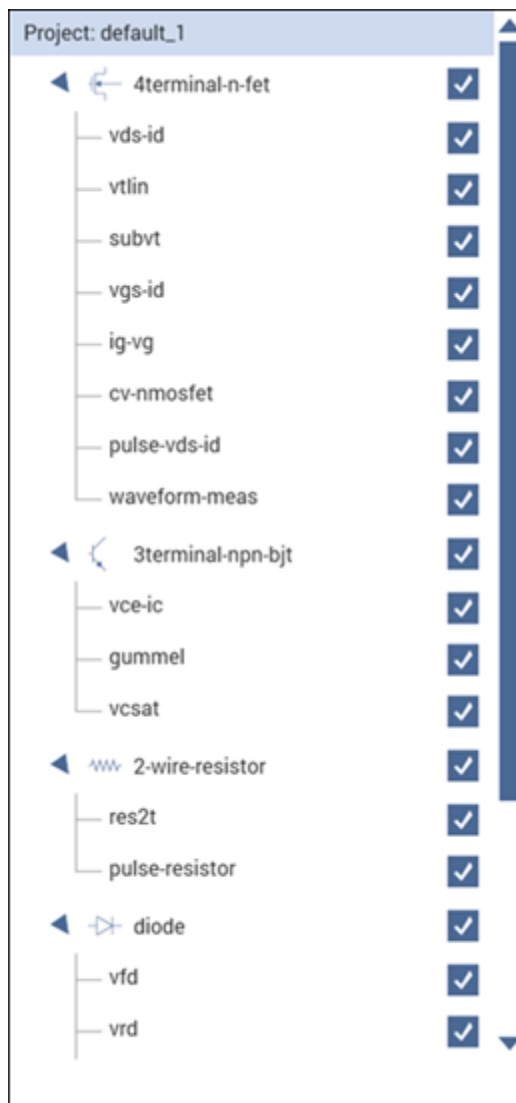 Project: default_1
4terminal-n-fet
vds-id
vtlin
subvt
vgs-id
ig-vg
cv-nmosfet
pulse-vds-id
waveform-meas
3terminal-npn-bjt
vce-ic
gummel
vcsat
2-wire-resistor
res2t
pulse-resistor
diode
vfd
vrd